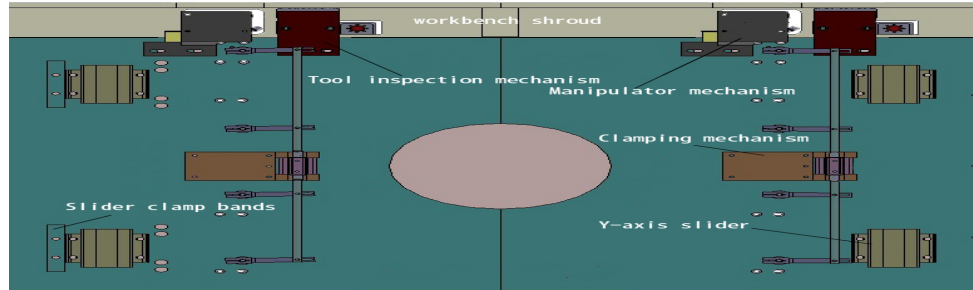 workbench shroud
Tool inspection mechanism
Manipulator mechanism
Clamping mechanism
Slider clamp bands
Y-axis slider